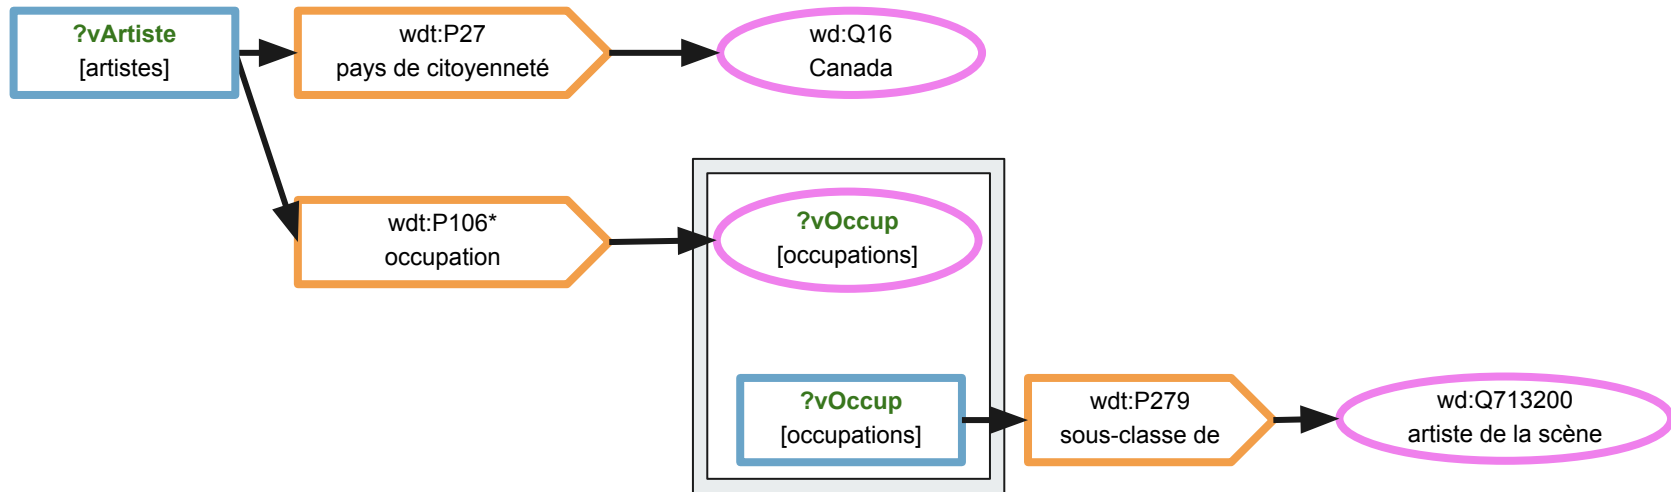 ?vArtiste
[artistes]
wdt:P27
pays de citoyenneté
wd:Q16
Canada
wdt:P106*
occupation
?vOccup
[occupations]
?vOccup
[occupations]
wdt:P279
sous-classe de
wd:Q713200
artiste de la scène